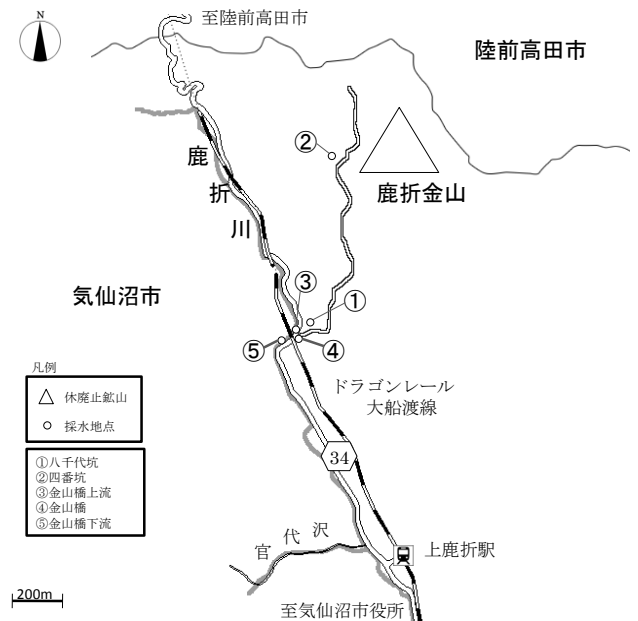 至陸前高田市
陸前高田市
②
鹿折金山
鹿
折
川
気仙沼市
③
①
⑤
④
凡例
休廃止鉱山
採水地点
ドラゴンレール
大船渡線
①八千代坑
②四番坑
③金山橋上流
④金山橋
⑤金山橋下流
34
官代沢
上鹿折駅
200m
至気仙沼市役所